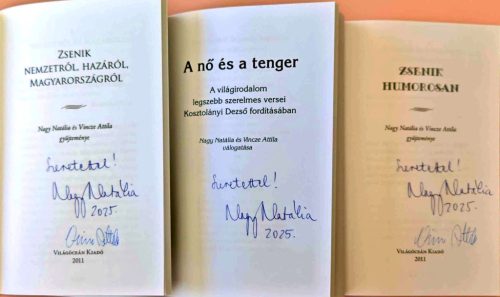 ZSENIK
NEMZETRŐL, HAZÁRÓL,
MAGYARORSZÁGRÓL
Nagy Natália és Vincze Attila
gyűjteménye
Szeretettel!
Nagy Natália
2025.
VILÁGÓCEÁN KIADÓ
2011
A nő és a tenger
A világirodalom
legszebb szerelmes versei
Kosztolányi Dezső fordításában
Nagy Natália és Vincze Attila
válogatása
Szeretettel!
Nagy Natália
2025.
ZSENIK
HUMOROSAN
Nagy Natália és Vincze Attila
gyűjteménye
Szeretettel!
Nagy Natália
2025.
VILÁGÓCEÁN KIADÓ
2011